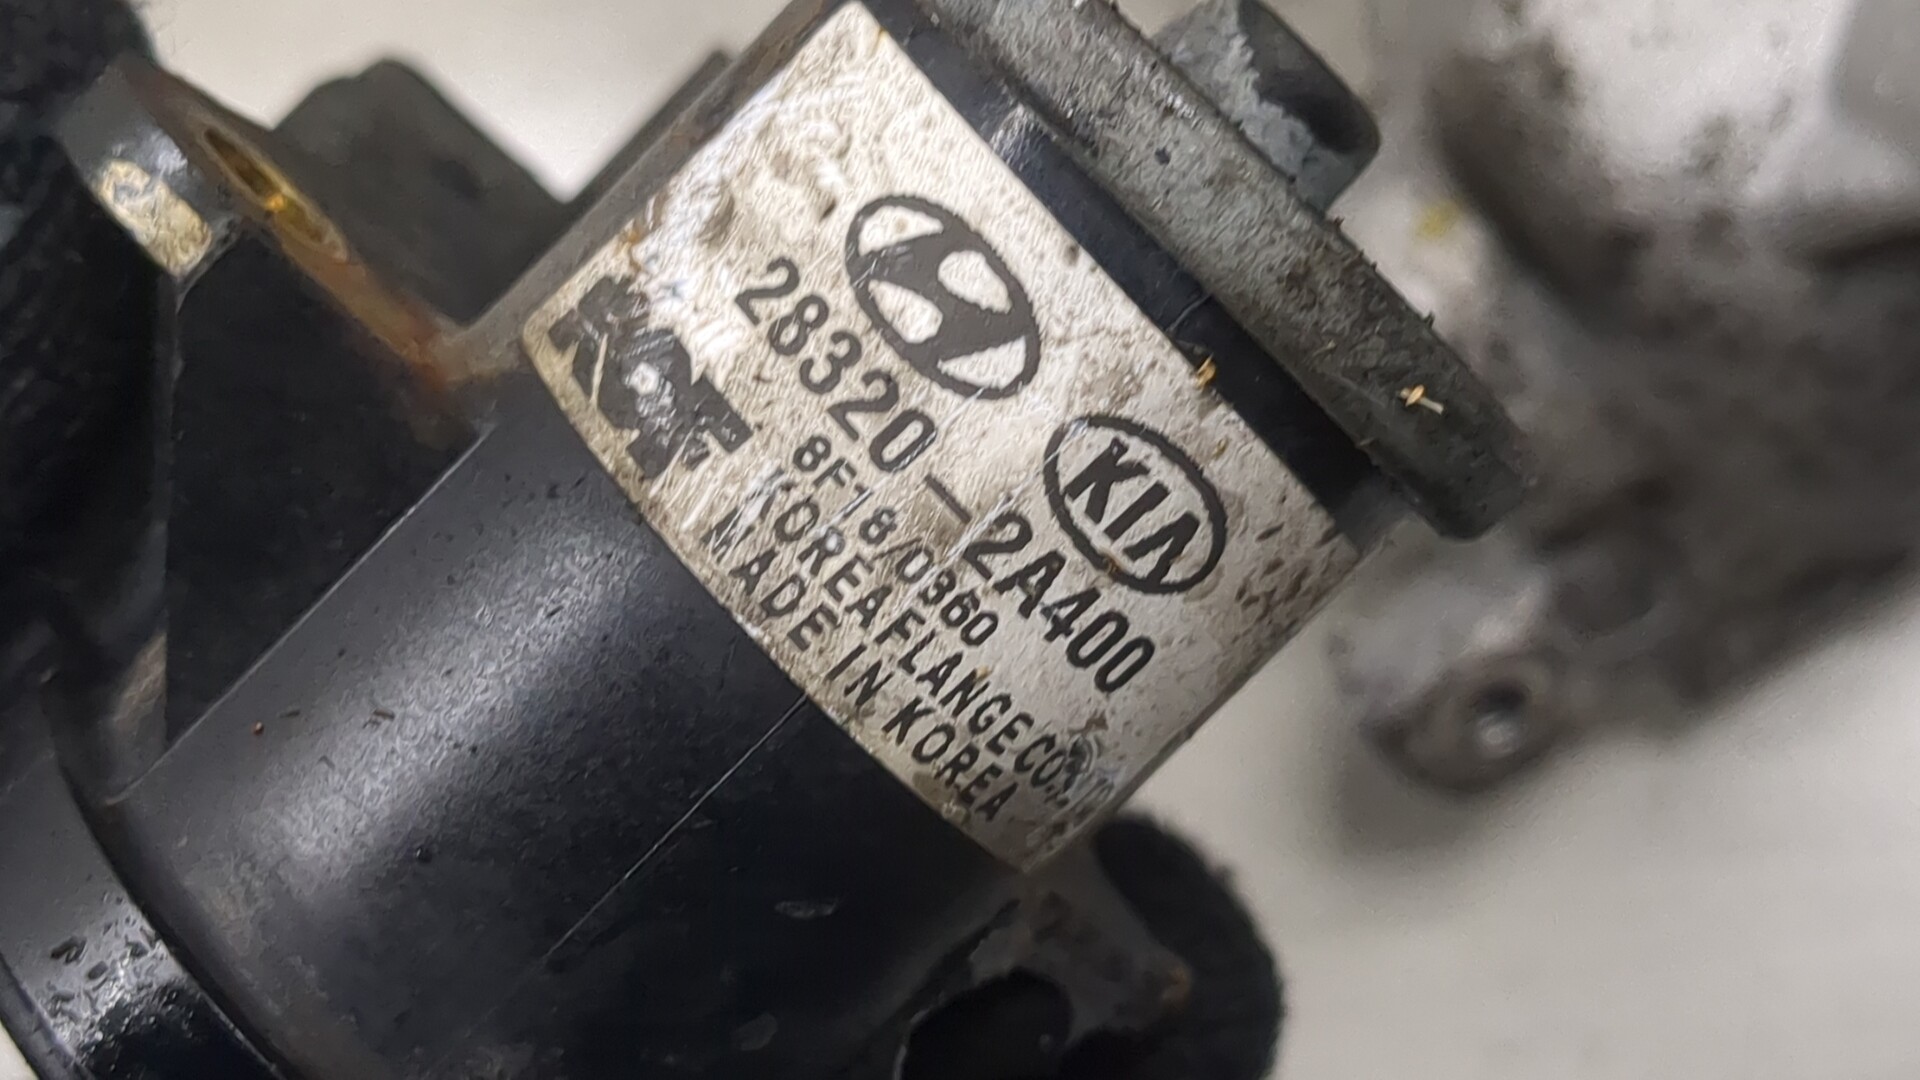 KIA
28320-2A400
8F18/0360
KOREA FLANGE CO.,
MADE IN KOREA